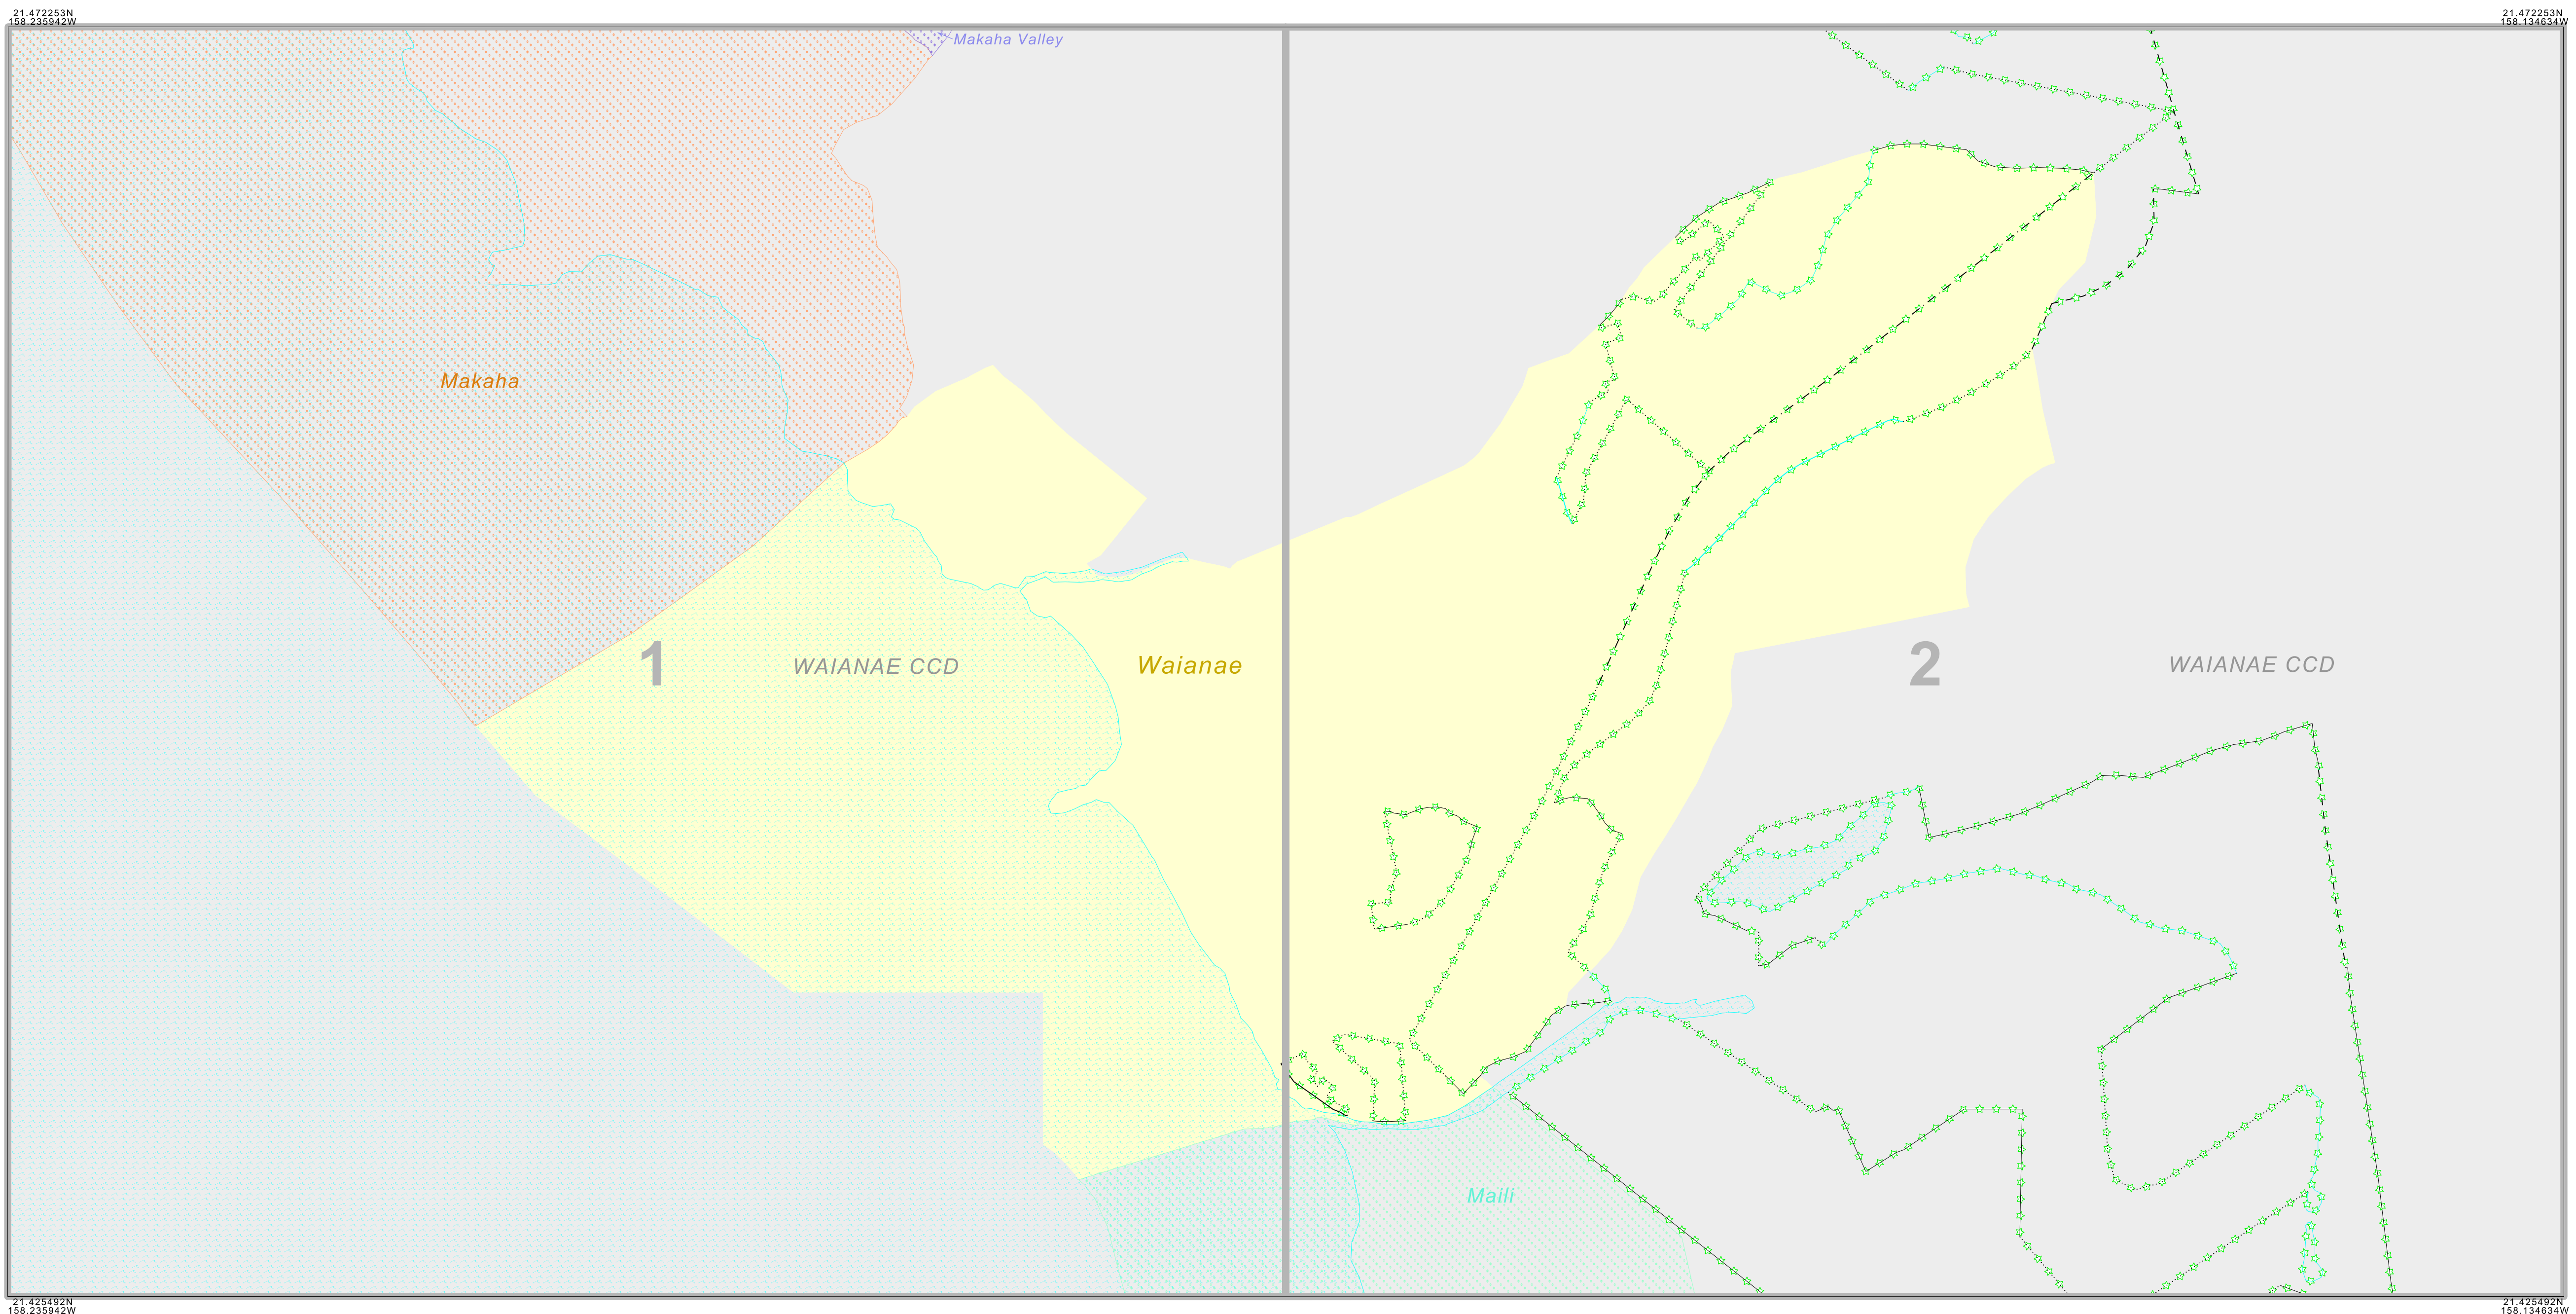 21.472253N
158.235942W
21.472253N
158.134634W
Makaha Valley
Makaha
1
WAIANAE CCD
Waianae
2
WAIANAE CCD
Maili
21.425492N
158.235942W
21.425492N
158.134634W